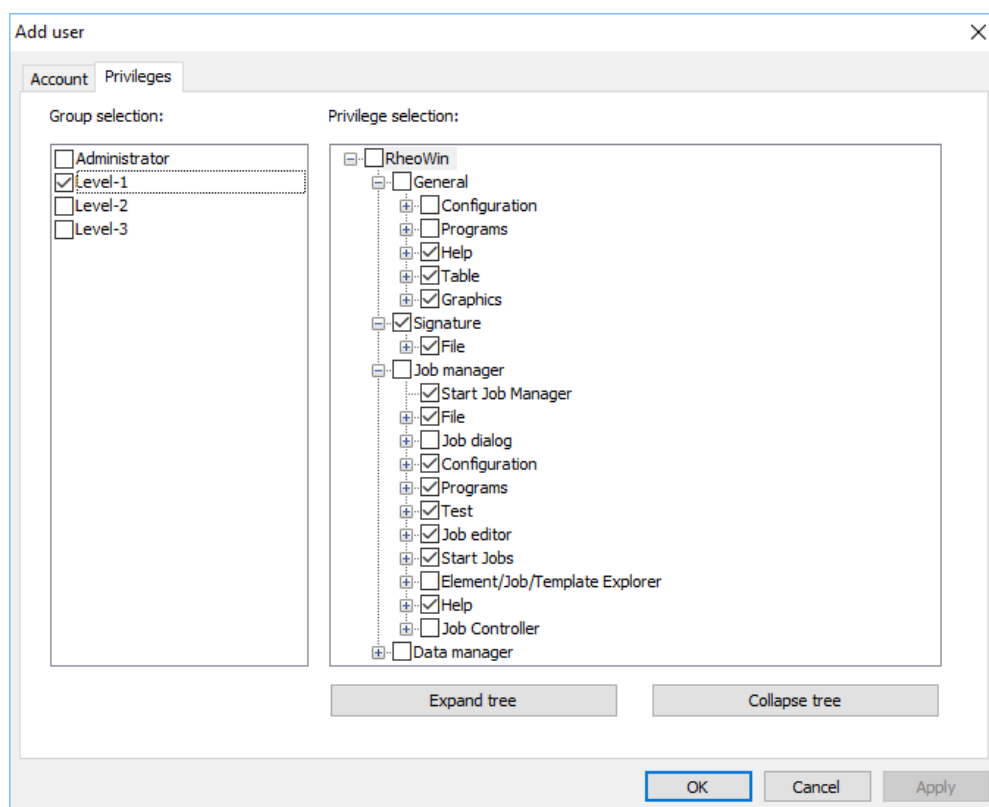 Add user
Account Privileges
Group selection:
Privilege selection:
Administrator
Level-1
Level-2
Level-3
RheoWin
General
Configuration
Programs
Help
Table
Graphics
Signature
File
Job manager
Start Job Manager
File
Job dialog
Configuration
Programs
Test
Job editor
Start Jobs
Element/Job/Template Explorer
Help
Job Controller
Data manager
Expand tree
Collapse tree
OK
Cancel
Apply